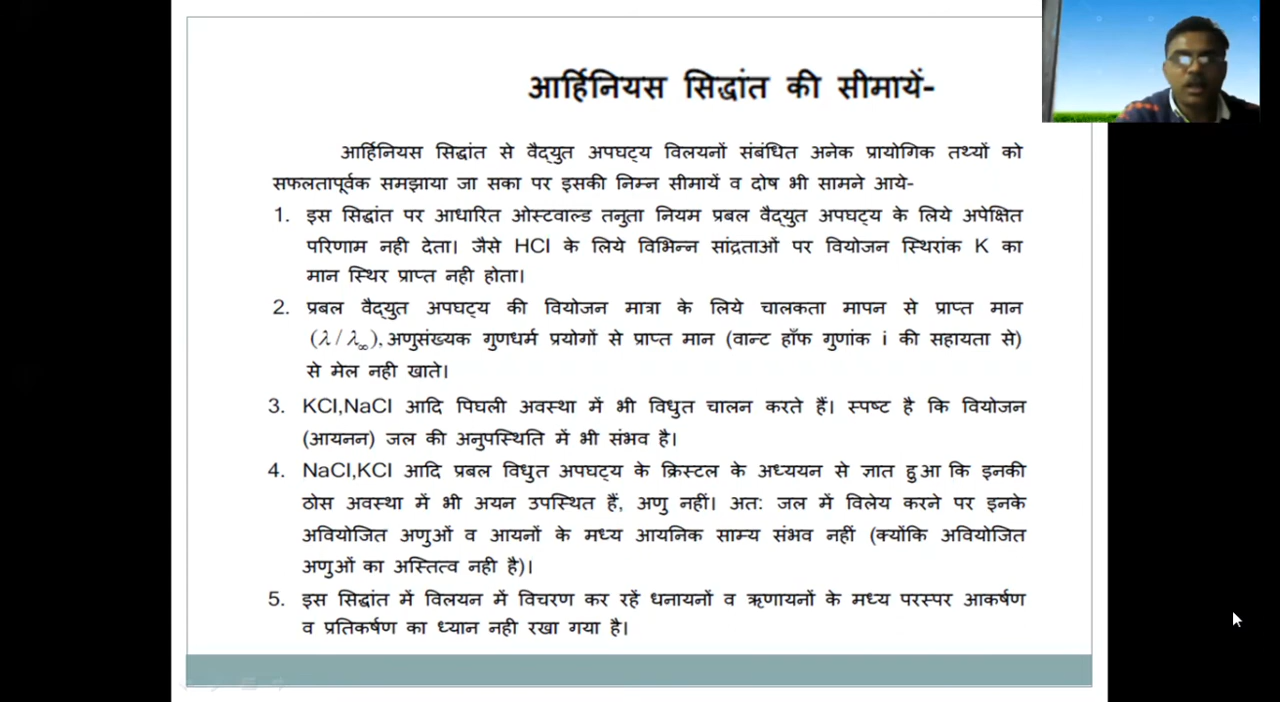 आर्हिनियस सिद्धांत की सीमायें-
आर्हिनियस सिद्धांत से वैद्युत अपघट्य विलयनों संबंधित अनेक प्रायोगिक तथ्यों को
सफलतापूर्वक समझाया जा सका पर इसकी निम्न सीमायें व दोष भी सामने आये-
1. इस सिद्धांत पर आधारित ओस्टवाल्ड तनुता नियम प्रबल वैद्युत अपघट्य के लिये अपेक्षित
परिणाम नही देता। जैसे HCl के लिये विभिन्न सांद्रताओं पर वियोजन स्थिरांक K का
मान स्थिर प्राप्त नही होता।
2. प्रबल वैद्युत अपघट्य की वियोजन मात्रा के लिये चालकता मापन से प्राप्त मान
(λ / λ∞), अणुसंख्यक गुणधर्म प्रयोगों से प्राप्त मान (वान्ट हॉफ गुणांक i की सहायता से)
से मेल नही खाते।
3. KCl,NaCl आदि पिघली अवस्था में भी विधुत चालन करते हैं। स्पष्ट है कि वियोजन
(आयनन) जल की अनुपस्थिति में भी संभव है।
4. NaCl,KCl आदि प्रबल विधुत अपघट्य के क्रिस्टल के अध्ययन से ज्ञात हुआ कि इनकी
ठोस अवस्था में भी अयन उपस्थित हैं, अणु नहीं। अत: जल में विलेय करने पर इनके
अवियोजित अणुओं व आयनों के मध्य आयनिक साम्य संभव नहीं (क्योंकि अवियोजित
अणुओं का अस्तित्व नही है)।
5. इस सिद्धांत में विलयन में विचरण कर रहें धनायनों व ऋणायनों के मध्य परस्पर आकर्षण
व प्रतिकर्षण का ध्यान नही रखा गया है।